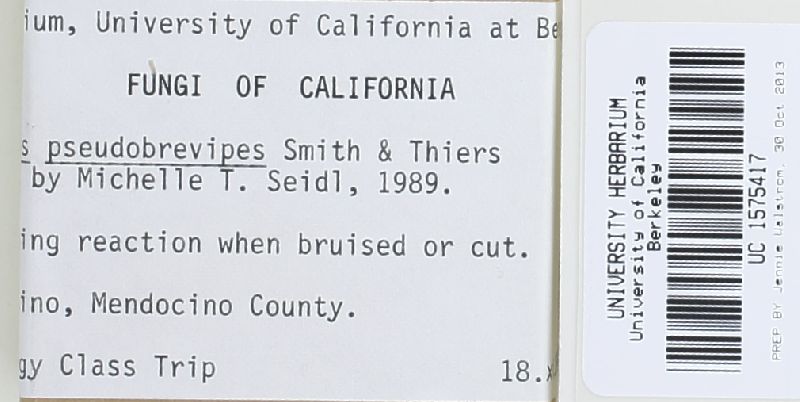 ium, University of California at Be
FUNGI OF CALIFORNIA
s pseudobrevipes Smith & Thiers
by Michelle T. Seidl, 1989.
ing reaction when bruised or cut.
ino, Mendocino County.
gy Class Trip 18.
UNIVERSITY HERBARIUM
University of California
Berkeley
UC 1575417
PREP BY Jennie 30 Oct 2013